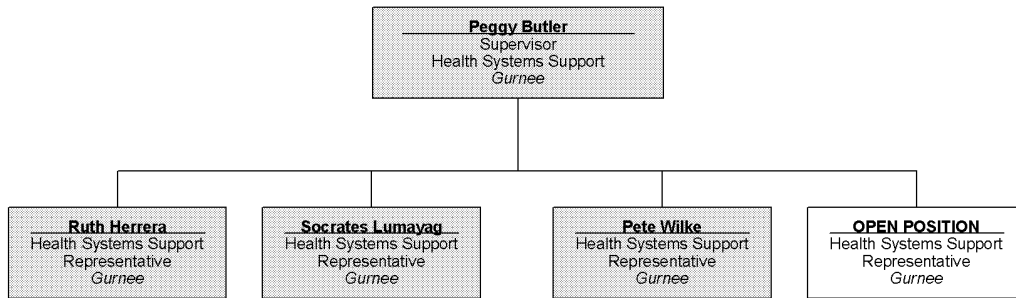 Peggy Butler
Supervisor
Health Systems Support
Gurnee
Ruth Herrera
Health Systems Support
Representative
Gurnee
Socrates Lumayag
Health Systems Support
Representative
Gurnee
Pete Wilke
Health Systems Support
Representative
Gurnee
OPEN POSITION
Health Systems Support
Representative
Gurnee